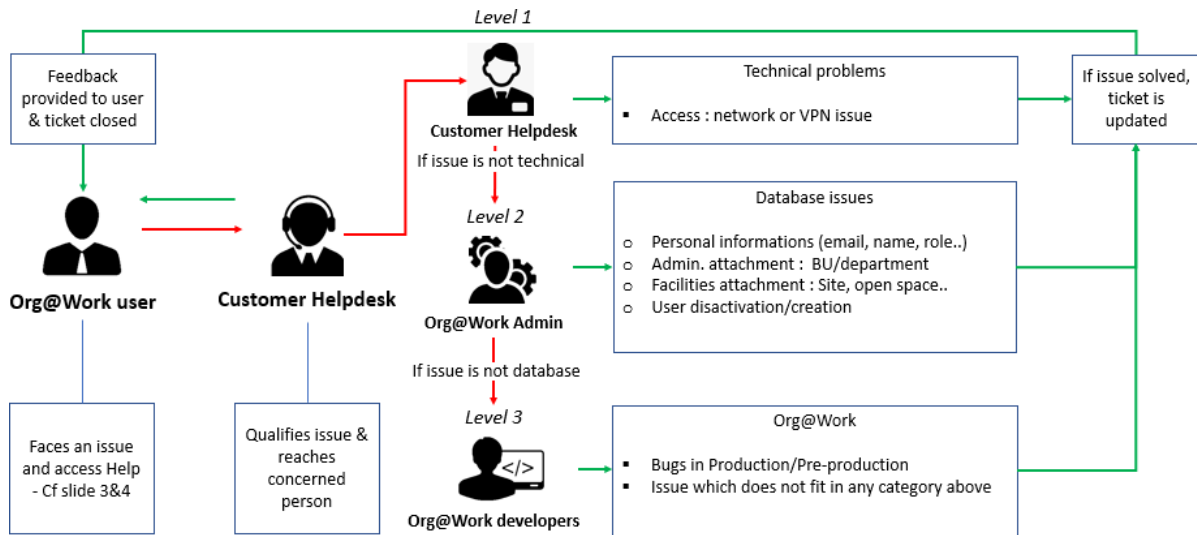 Level 1
Feedback
provided to user
& ticket closed
Technical problems
▪ Access : network or VPN issue
If issue solved,
ticket is
updated
Customer Helpdesk
If issue is not technical
Level 2
Database issues
o Personal informations (email, name, role..)
o Admin. attachment : BU/department
o Facilities attachment : Site, open space..
o User disactivation/creation
Org@Work user
Customer Helpdesk
Org@Work Admin
If issue is not database
Level 3
Faces an issue
and access Help
- Cf slide 3&4
Qualifies issue &
reaches
concerned
person
</>
Org@Work developers
Org@Work
▪ Bugs in Production/Pre-production
▪ Issue which does not fit in any category above